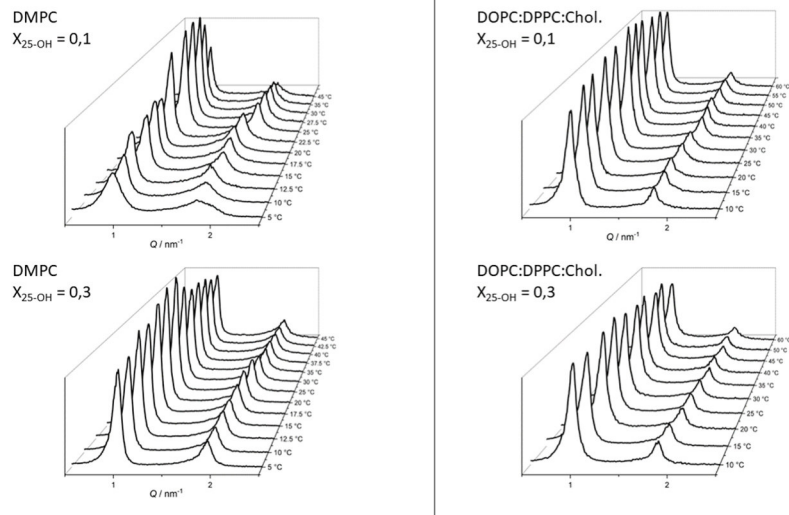 DMPC
X25-OH = 0,1
45 °C
35 °C
30 °C
27.5 °C
25 °C
22.5 °C
20 °C
17.5 °C
15 °C
12.5 °C
10 °C
5 °C
1 2
Q / nm⁻¹
DOPC:DPPC:Chol.
X25-OH = 0,1
60 °C
55 °C
50 °C
45 °C
40 °C
35 °C
30 °C
25 °C
20 °C
15 °C
10 °C
1 2
Q / nm⁻¹
DMPC
X25-OH = 0,3
45 °C
42.5 °C
40 °C
37.5 °C
35 °C
30 °C
25 °C
20 °C
17.5 °C
15 °C
12.5 °C
10 °C
5 °C
1 2
Q / nm⁻¹
DOPC:DPPC:Chol.
X25-OH = 0,3
60 °C
50 °C
45 °C
40 °C
35 °C
30 °C
25 °C
20 °C
15 °C
10 °C
1 2
Q / nm⁻¹